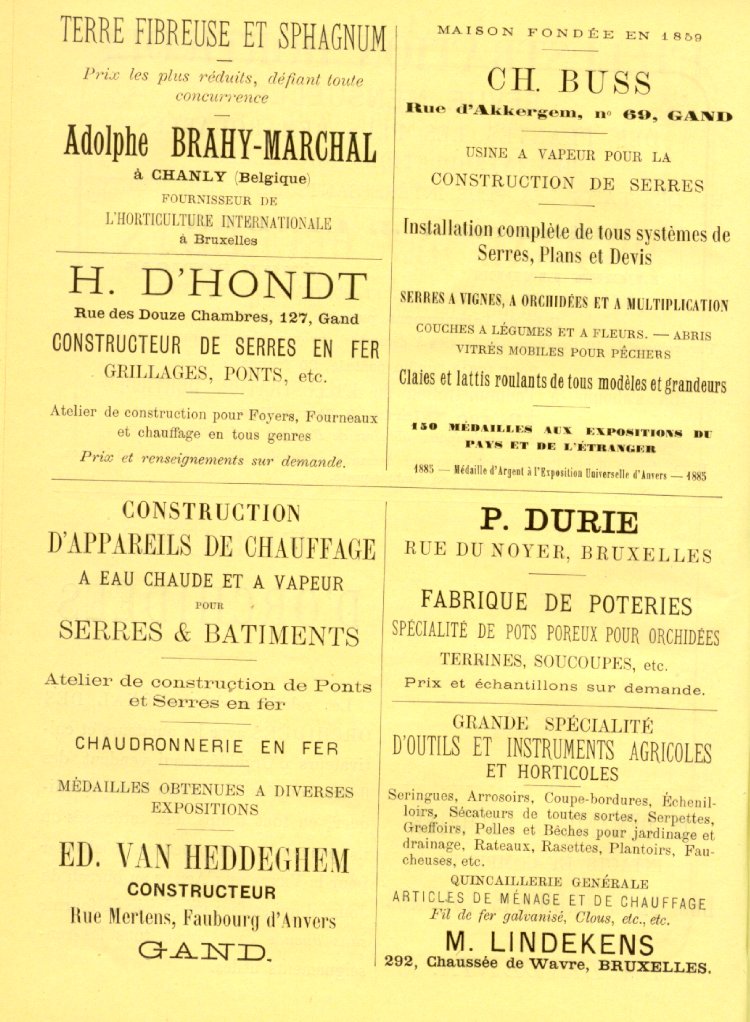 TERRE FIBREUSE ET SPHAGNUM
Prix les plus réduits, défiant toute
concurrence
Adolphe BRAHY-MARCHAL
à CHANLY (Belgique)
FOURNISSEUR DE
L'HORTICULTURE INTERNATIONALE
à Bruxelles
H. D'HONDT
Rue des Douze Chambres, 127, Gand
CONSTRUCTEUR DE SERRES EN FER
GRILLAGES, PONTS, etc.
Atelier de construction pour Foyers, Fourneaux
et chauffage en tous genres
Prix et renseignements sur demande.
MAISON FONDÉE EN 1859
CH. BUSS
Rue d'Akkergem, n° 69, GAND
USINE A VAPEUR POUR LA
CONSTRUCTION DE SERRES
Installation complète de tous systèmes de
Serres, Plans et Devis
SERRES A VIGNES, A ORCHIDÉES ET A MULTIPLICATION
COUCHES A LÉGUMES ET A FLEURS. — ABRIS
VITRÉS MOBILES POUR PÊCHERS
Claies et lattis roulants de tous modèles et grandeurs
150 MÉDAILLES AUX EXPOSITIONS DU
PAYS ET DE L'ÉTRANGER
1885 — Médaille d'Argent à l'Exposition Universelle d'Anvers — 1885
CONSTRUCTION
D'APPAREILS DE CHAUFFAGE
A EAU CHAUDE ET A VAPEUR
POUR
SERRES & BATIMENTS
Atelier de construction de Ponts
et Serres en fer
CHAUDRONNERIE EN FER
MÉDAILLES OBTENUES A DIVERSES
EXPOSITIONS
ED. VAN HEDDEGHEM
CONSTRUCTEUR
Rue Mertens, Faubourg d'Anvers
GAND.
P. DURIE
RUE DU NOYER, BRUXELLES
FABRIQUE DE POTERIES
SPÉCIALITÉ DE POTS POREUX POUR ORCHIDÉES
TERRINES, SOUCOUPES, etc.
Prix et échantillons sur demande.
GRANDE SPÉCIALITÉ
D'OUTILS ET INSTRUMENTS AGRICOLES
ET HORTICOLES
Seringues, Arrosoirs, Coupe-bordures, Échenil-
loirs, Sécateurs de toutes sortes, Serpettes,
Greffoirs, Pelles et Bêches pour jardinage et
drainage, Rateaux, Rasettes, Plantoirs, Fau-
cheuses, etc.
QUINCAILLERIE GÉNÉRALE
ARTICLES DE MÉNAGE ET DE CHAUFFAGE
Fil de fer galvanisé, Clous, etc., etc.
M. LINDEKENS
292, Chaussée de Wavre, BRUXELLES.